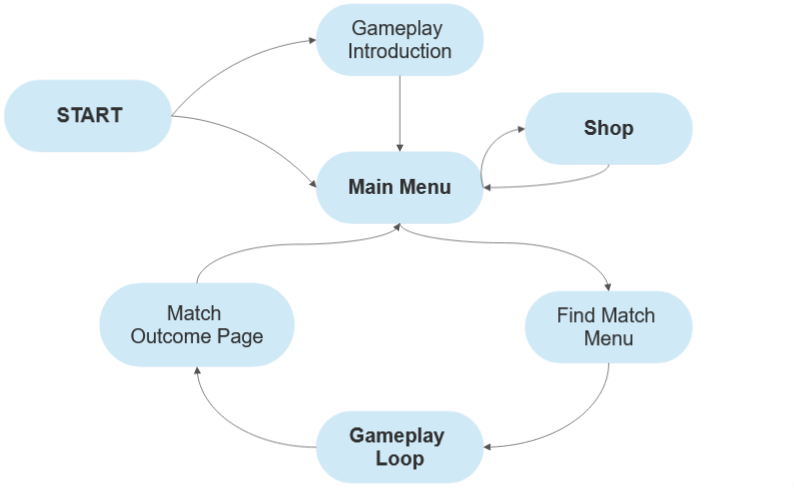 Gameplay
Introduction
START
Shop
Main Menu
Match
Outcome Page
Find Match
Menu
Gameplay
Loop